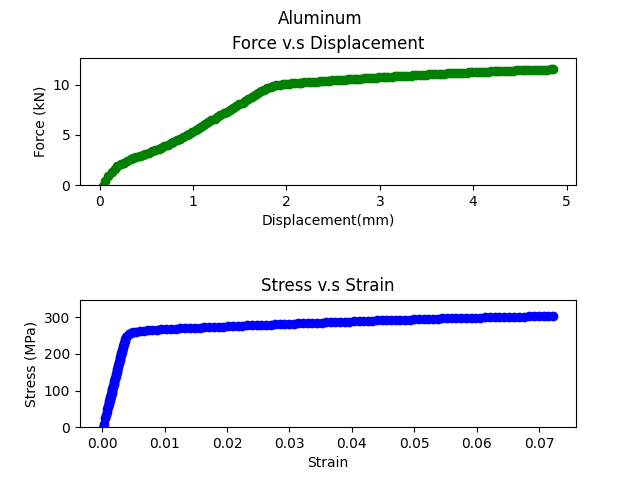 Aluminum
Force v.s Displacement
10
5
0
Force (kN)
0 1 2 3 4 5
Displacement(mm)
Stress v.s Strain
300
200
100
0
Stress (MPa)
0.00 0.01 0.02 0.03 0.04 0.05 0.06 0.07
Strain